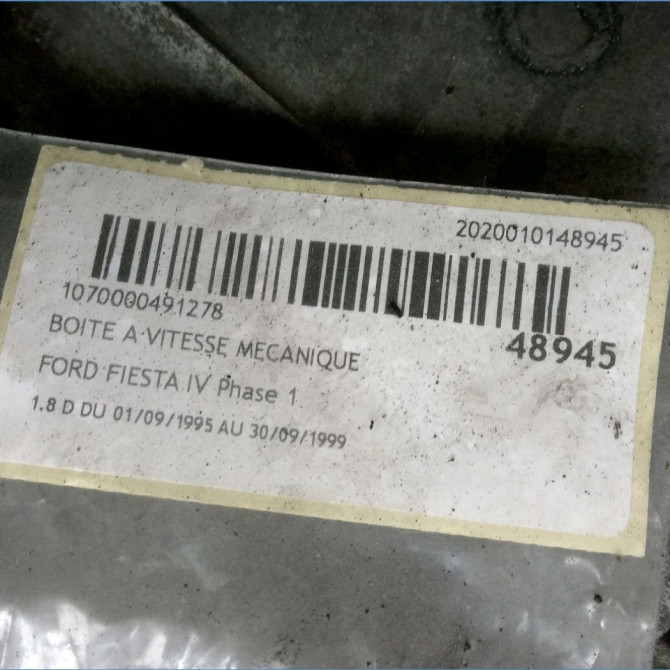 2020010148945
1070000491278
48945
BOITE A VITESSE MECANIQUE
FORD FIESTA IV Phase 1
1.8 D DU 01/09/1995 AU 30/09/1999